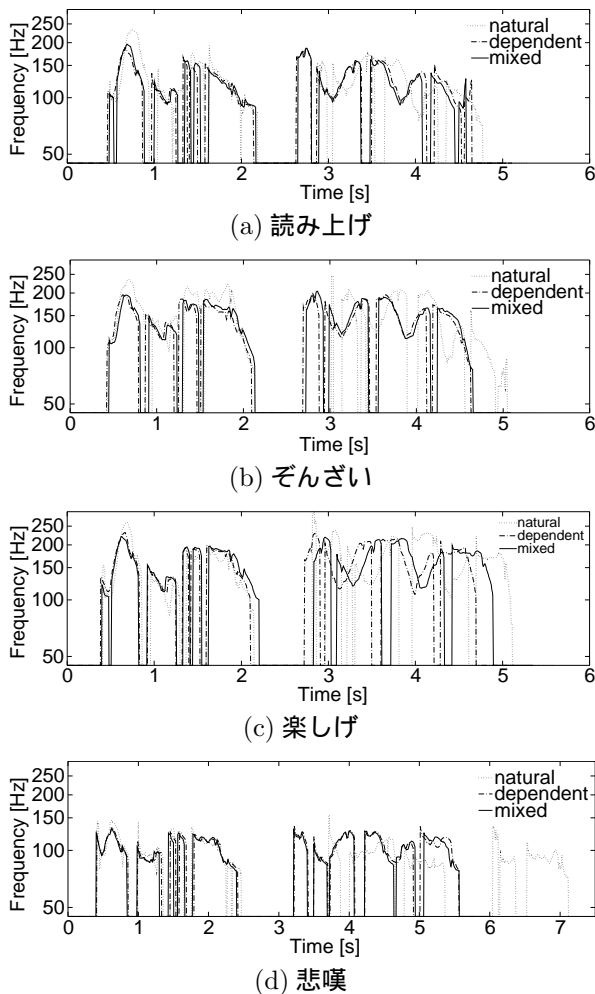 Frequency [Hz]
250
200
150
100
50
natural
dependent
mixed
0 1 2 3 4 5 6
Time [s]
(a) 読み上げ
Frequency [Hz]
250
200
150
100
50
natural
dependent
mixed
0 1 2 3 4 5 6
Time [s]
(b) ぞんざい
Frequency [Hz]
250
200
150
100
50
natural
dependent
mixed
0 1 2 3 4 5 6
Time [s]
(c) 楽しげ
Frequency [Hz]
250
200
150
100
50
natural
dependent
mixed
0 1 2 3 4 5 6 7
Time [s]
(d) 悲嘆